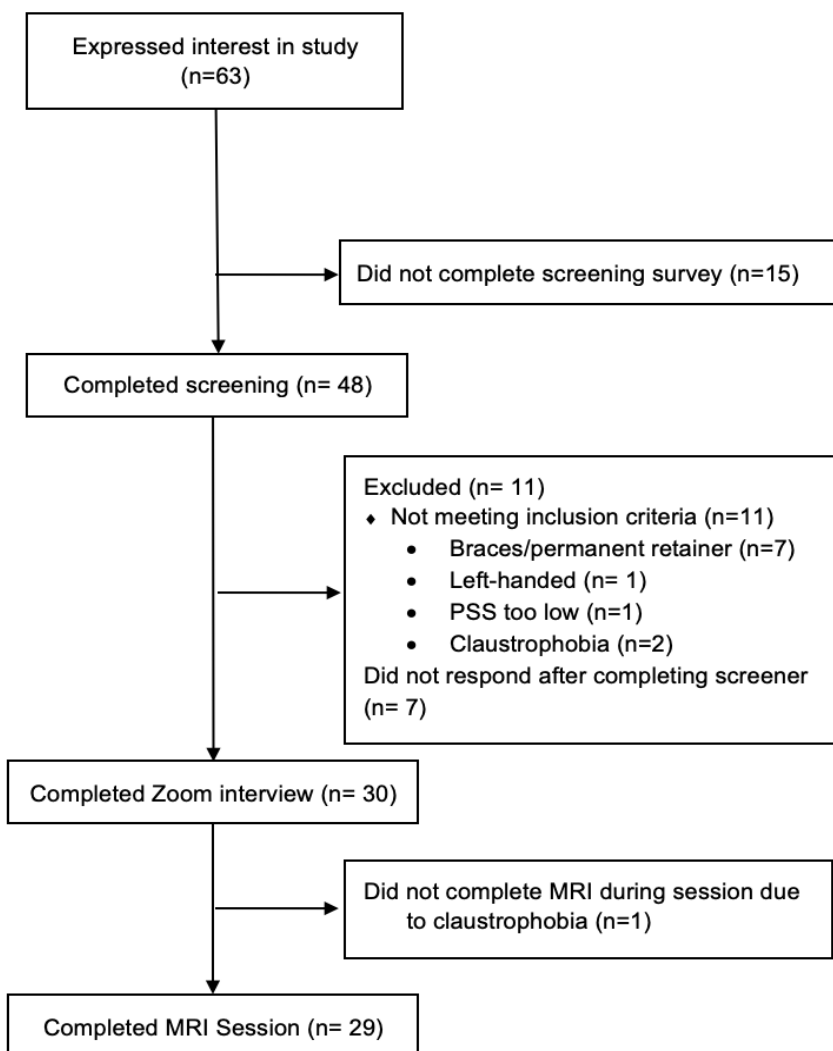 Expressed interest in study
(n=63)
Did not complete screening survey (n=15)
Completed screening (n= 48)
Excluded (n= 11)
♦ Not meeting inclusion criteria (n=11)
• Braces/permanent retainer (n=7)
• Left-handed (n= 1)
• PSS too low (n=1)
• Claustrophobia (n=2)
Did not respond after completing screener
(n= 7)
Completed Zoom interview (n= 30)
Did not complete MRI during session due
to claustrophobia (n=1)
Completed MRI Session (n= 29)